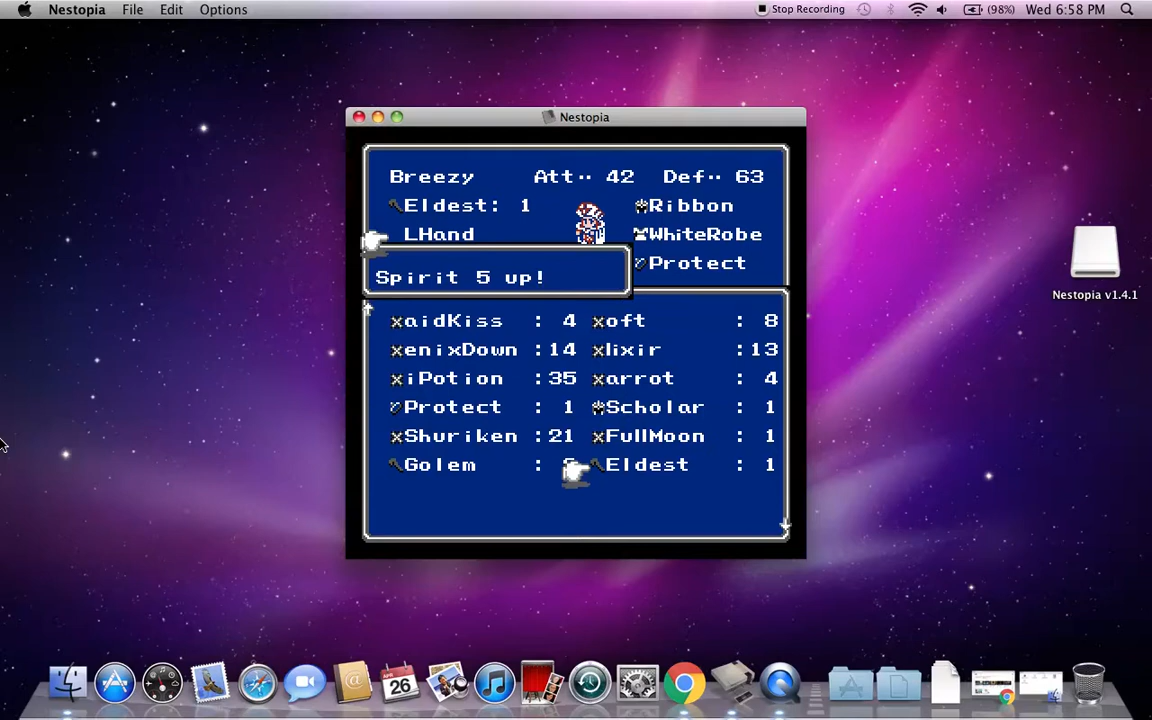 Nestopia File Edit Options Stop Recording (98%) Wed 6:58 PM
Nestopia
Breezy Att·· 42 Def·· 63
Eldest: 1 Ribbon
LHand WhiteRobe
Spirit 5 up! Protect
aidKiss : 4 oft : 8
enixDown :14 lixir :13
iPotion :35 arrot : 4
Protect : 1 Scholar : 1
Shuriken :21 FullMoon : 1
Golem : Eldest : 1
Nestopia v1.4.1
26